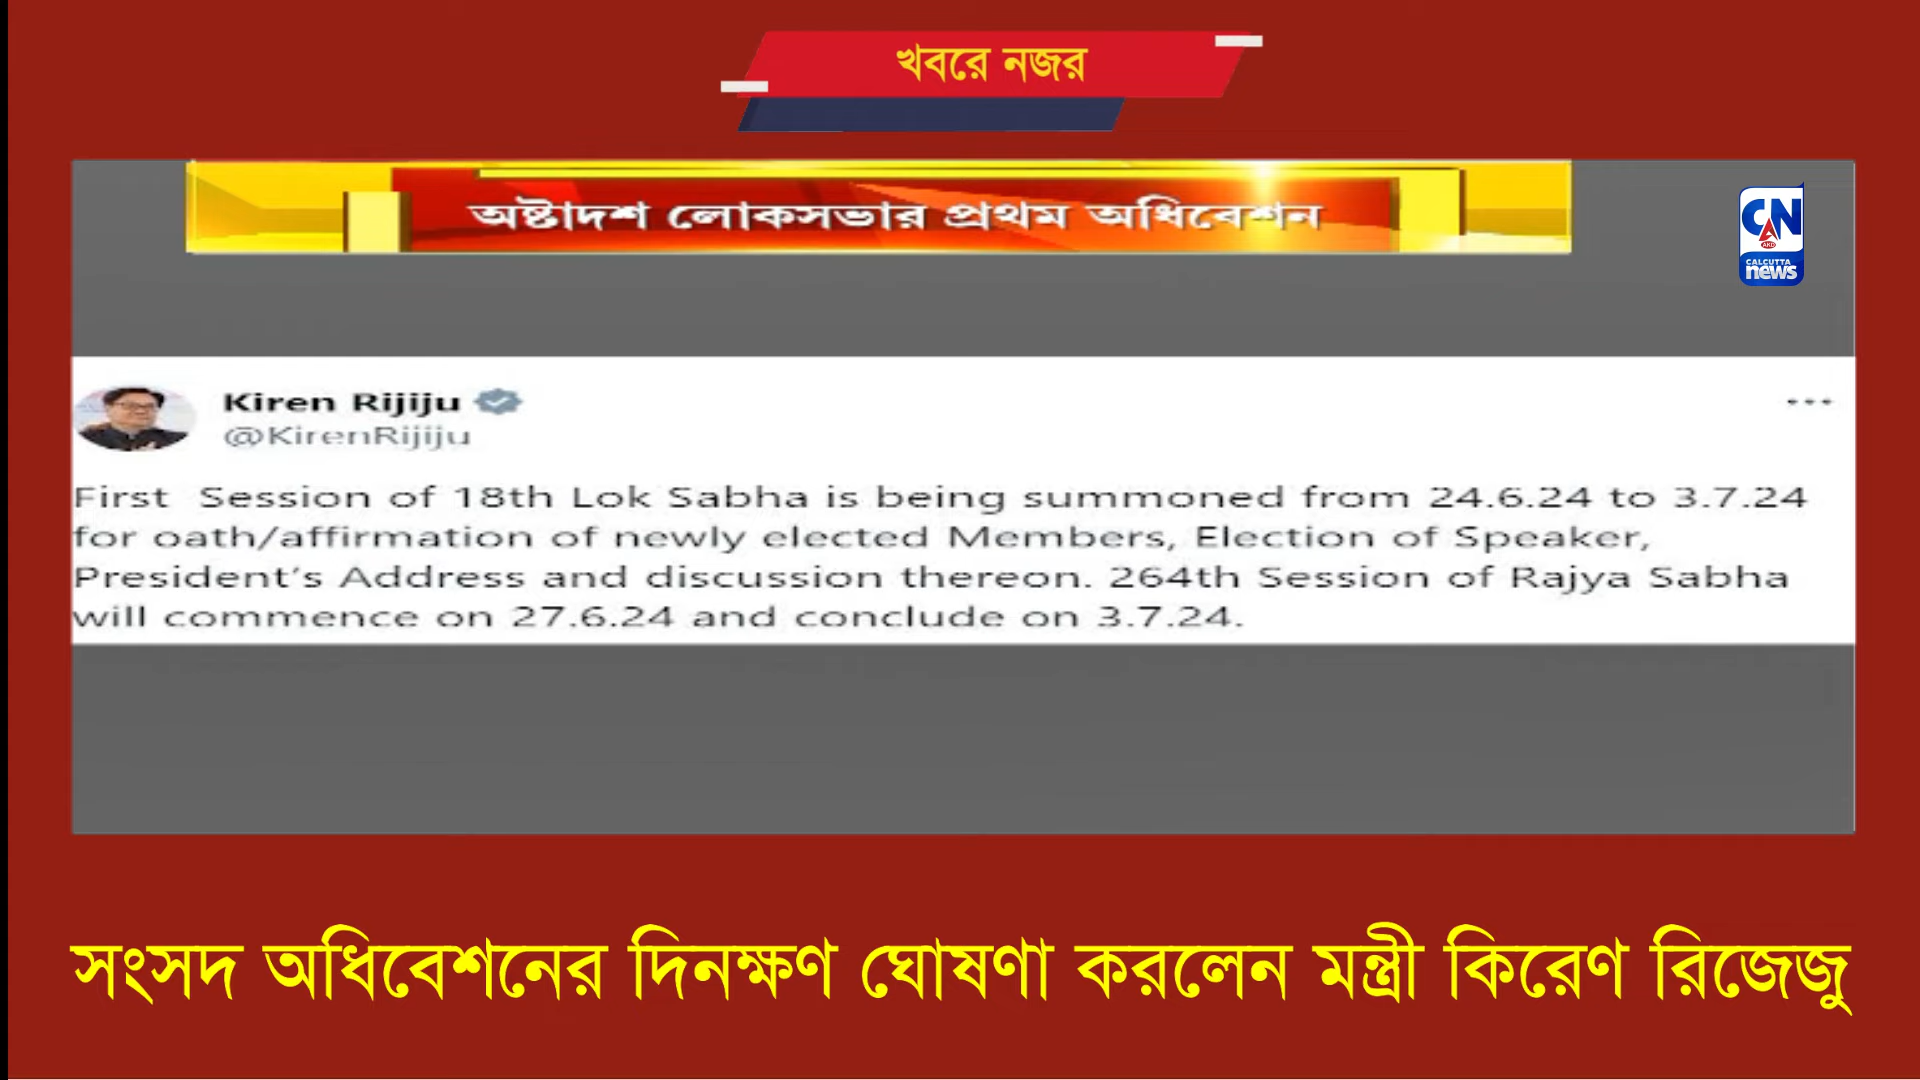 খবরে নজর
অষ্টাদশ লোকসভার প্রথম অধিবেশন
CAN
AKD
CALCUTTA
news
Kiren Rijiju
@KirenRijiju
First Session of 18th Lok Sabha is being summoned from 24.6.24 to 3.7.24
for oath/affirmation of newly elected Members, Election of Speaker,
President's Address and discussion thereon. 264th Session of Rajya Sabha
will commence on 27.6.24 and conclude on 3.7.24.
সংসদ অধিবেশনের দিনক্ষণ ঘোষণা করলেন মন্ত্রী কিরেণ রিজেজু